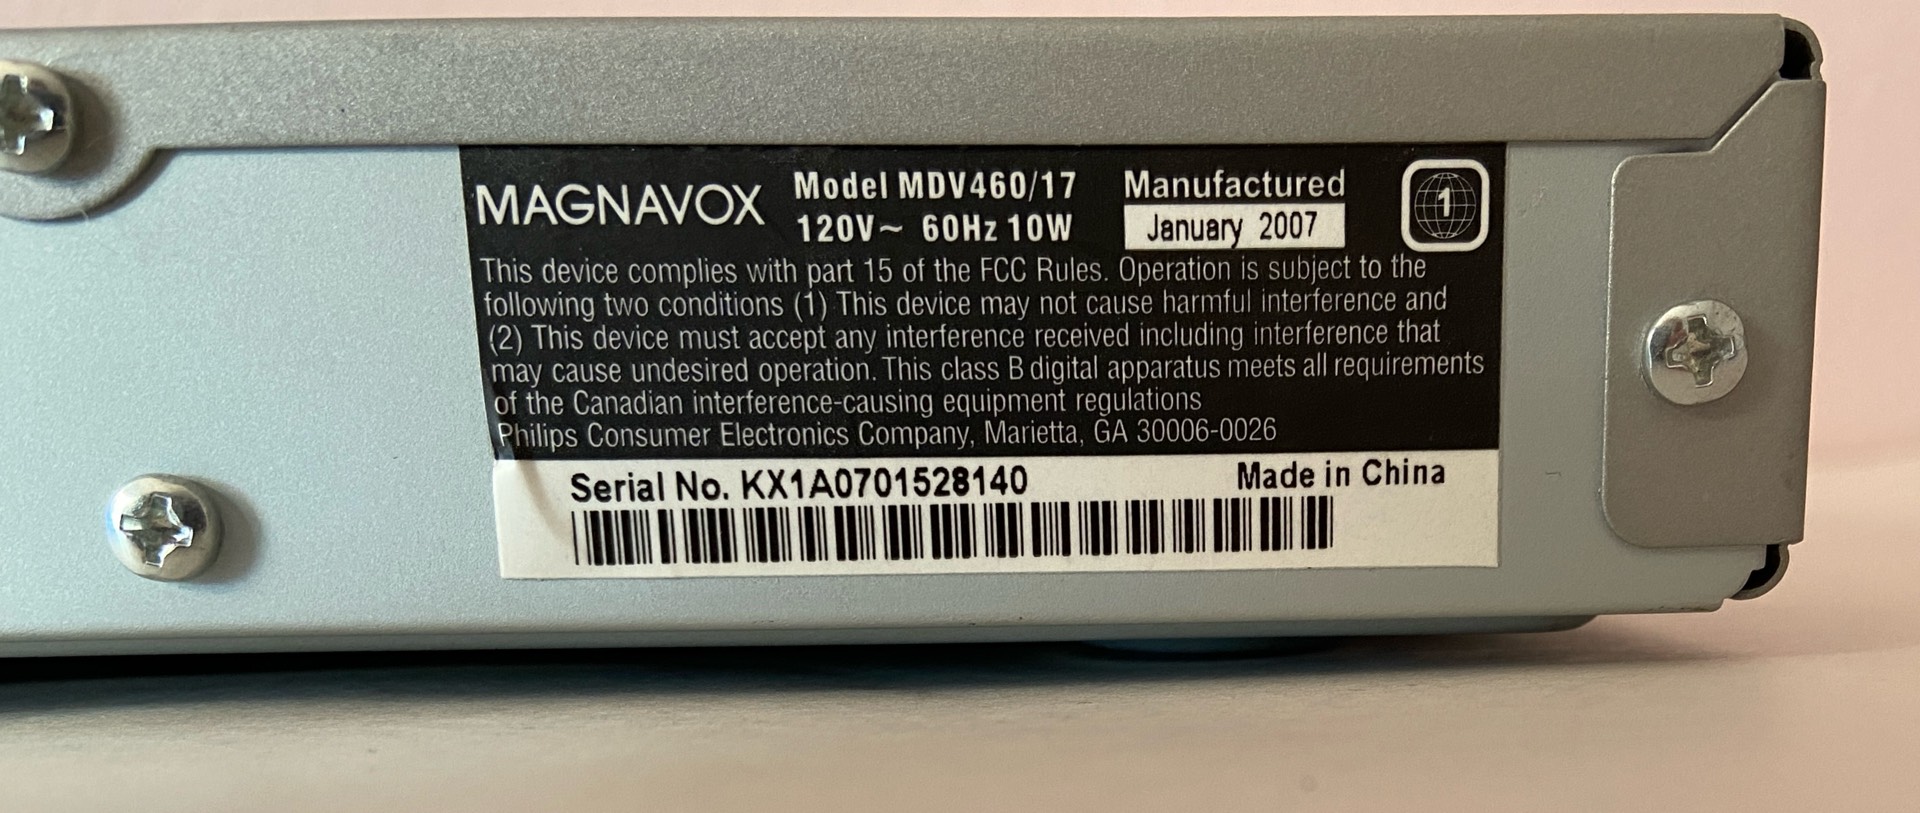 MAGNAVOX Model MDV460/17 Manufactured
120V~ 60Hz 10W January 2007
1
This device complies with part 15 of the FCC Rules. Operation is subject to the
following two conditions (1) This device may not cause harmful interference and
(2) This device must accept any interference received including interference that
may cause undesired operation. This class B digital apparatus meets all requirements
of the Canadian interference-causing equipment regulations
Philips Consumer Electronics Company, Marietta, GA 30006-0026
Serial No. KX1A0701528140 Made in China